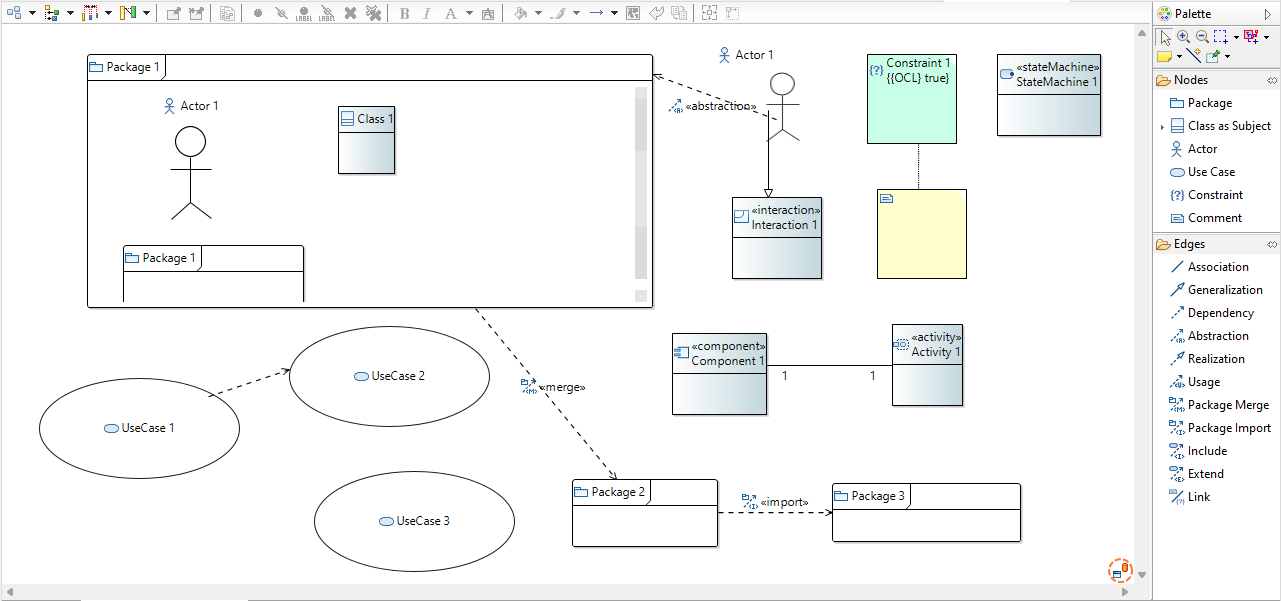 LABEL
LABEL
B
I
A
A
Palette
Nodes
Package
Class as Subject
Actor
Use Case
{?} Constraint
Comment
Edges
Association
Generalization
Dependency
Abstraction
Realization
Usage
Package Merge
Package Import
Include
Extend
Link
Package 1
Actor 1
Class 1
Package 1
Actor 1
«abstraction»
«interaction»
Interaction 1
{?} Constraint 1
{{OCL} true}
«stateMachine»
StateMachine 1
UseCase 1
UseCase 2
UseCase 3
«merge»
«component»
Component 1
1
1
«activity»
Activity 1
Package 2
«import»
Package 3